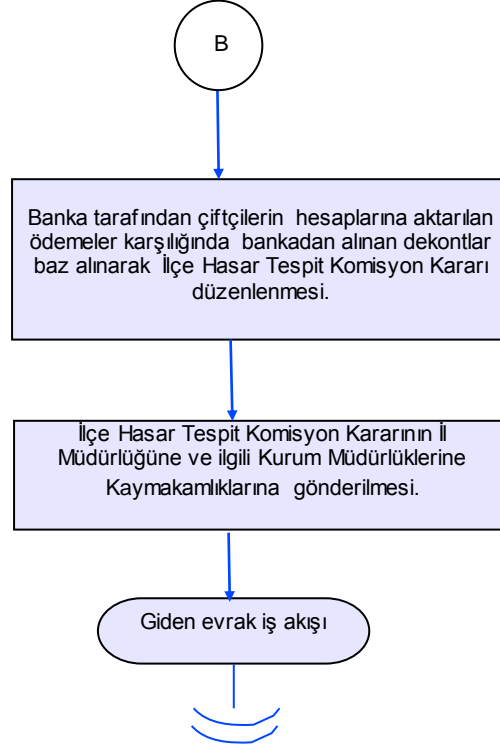 B
Banka tarafından çiftçilerin hesaplarına aktarılan
ödemeler karşılığında bankadan alınan dekontlar
baz alınarak İlçe Hasar Tespit Komisyon Kararı
düzenlenmesi.
İlçe Hasar Tespit Komisyon Kararının İl
Müdürlüğüne ve ilgili Kurum Müdürlüklerine
Kaymakamlıklarına gönderilmesi.
Giden evrak iş akışı